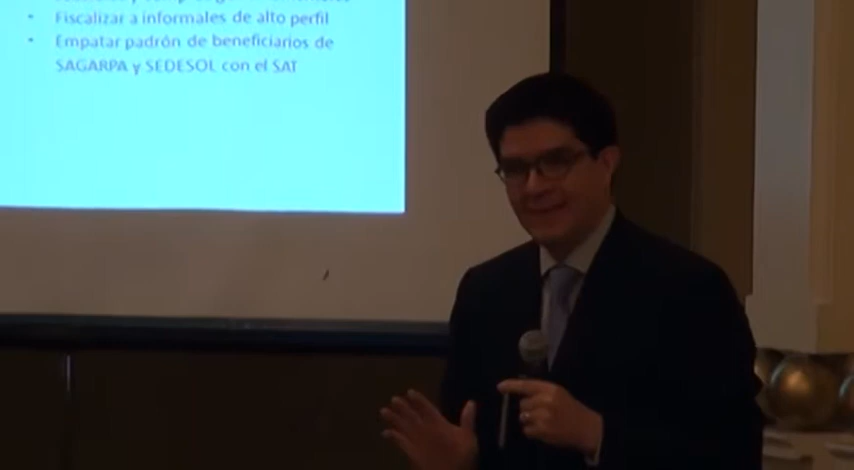 • Fiscalizar a informales de alto perfil
• Empatar padrón de beneficiarios de
SAGARPA y SEDESOL con el SAT